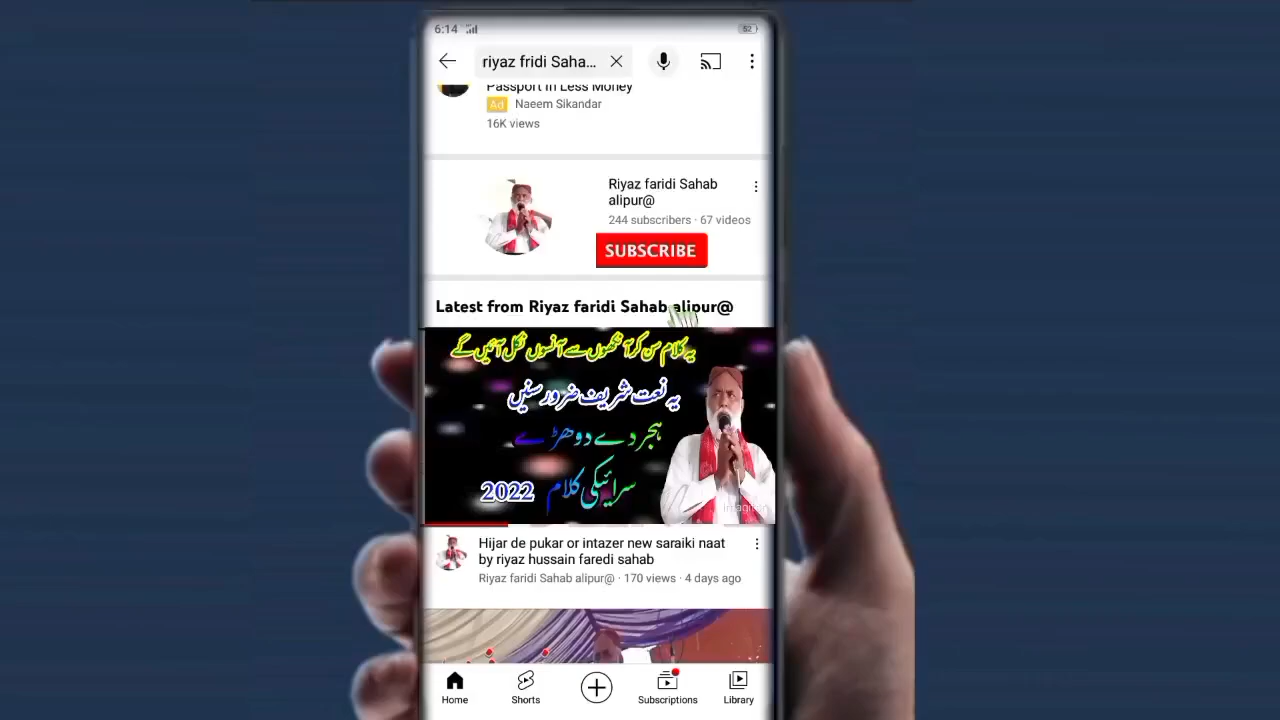 6:14
52
riyaz fridi Saha...
Passport In Less Money
Ad Naeem Sikandar
16K views
Riyaz faridi Sahab
alipur@
244 subscribers · 67 videos
SUBSCRIBE
Latest from Riyaz faridi Sahab alipur@
یہ کلام سن کر آنکھوں سے آنسوں نکل آئیں گے
یہ نعت شریف ضرور سنیں
ہجر دے دوھڑے
سرائیکی کلام 2022
Hijar de pukar or intazer new saraiki naat
by riyaz hussain faredi sahab
Riyaz faridi Sahab alipur@ · 170 views · 4 days ago
Home
Shorts
Subscriptions
Library